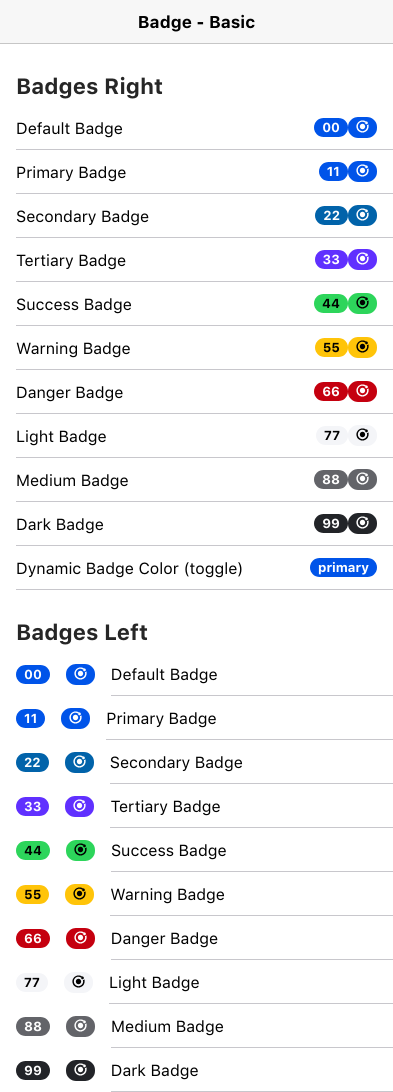 Badge - Basic
Badges Right
Default Badge 00
Primary Badge 11
Secondary Badge 22
Tertiary Badge 33
Success Badge 44
Warning Badge 55
Danger Badge 66
Light Badge 77
Medium Badge 88
Dark Badge 99
Dynamic Badge Color (toggle) primary
Badges Left
00 Default Badge
11 Primary Badge
22 Secondary Badge
33 Tertiary Badge
44 Success Badge
55 Warning Badge
66 Danger Badge
77 Light Badge
88 Medium Badge
99 Dark Badge